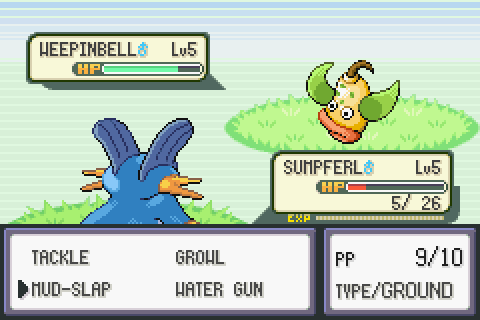 WEEPINBELL♂ Lv5
HP
SUMPFERL♂ Lv5
HP
5/ 26
EXP
TACKLE GROWL
▶MUD-SLAP WATER GUN
PP 9/10
TYPE/GROUND